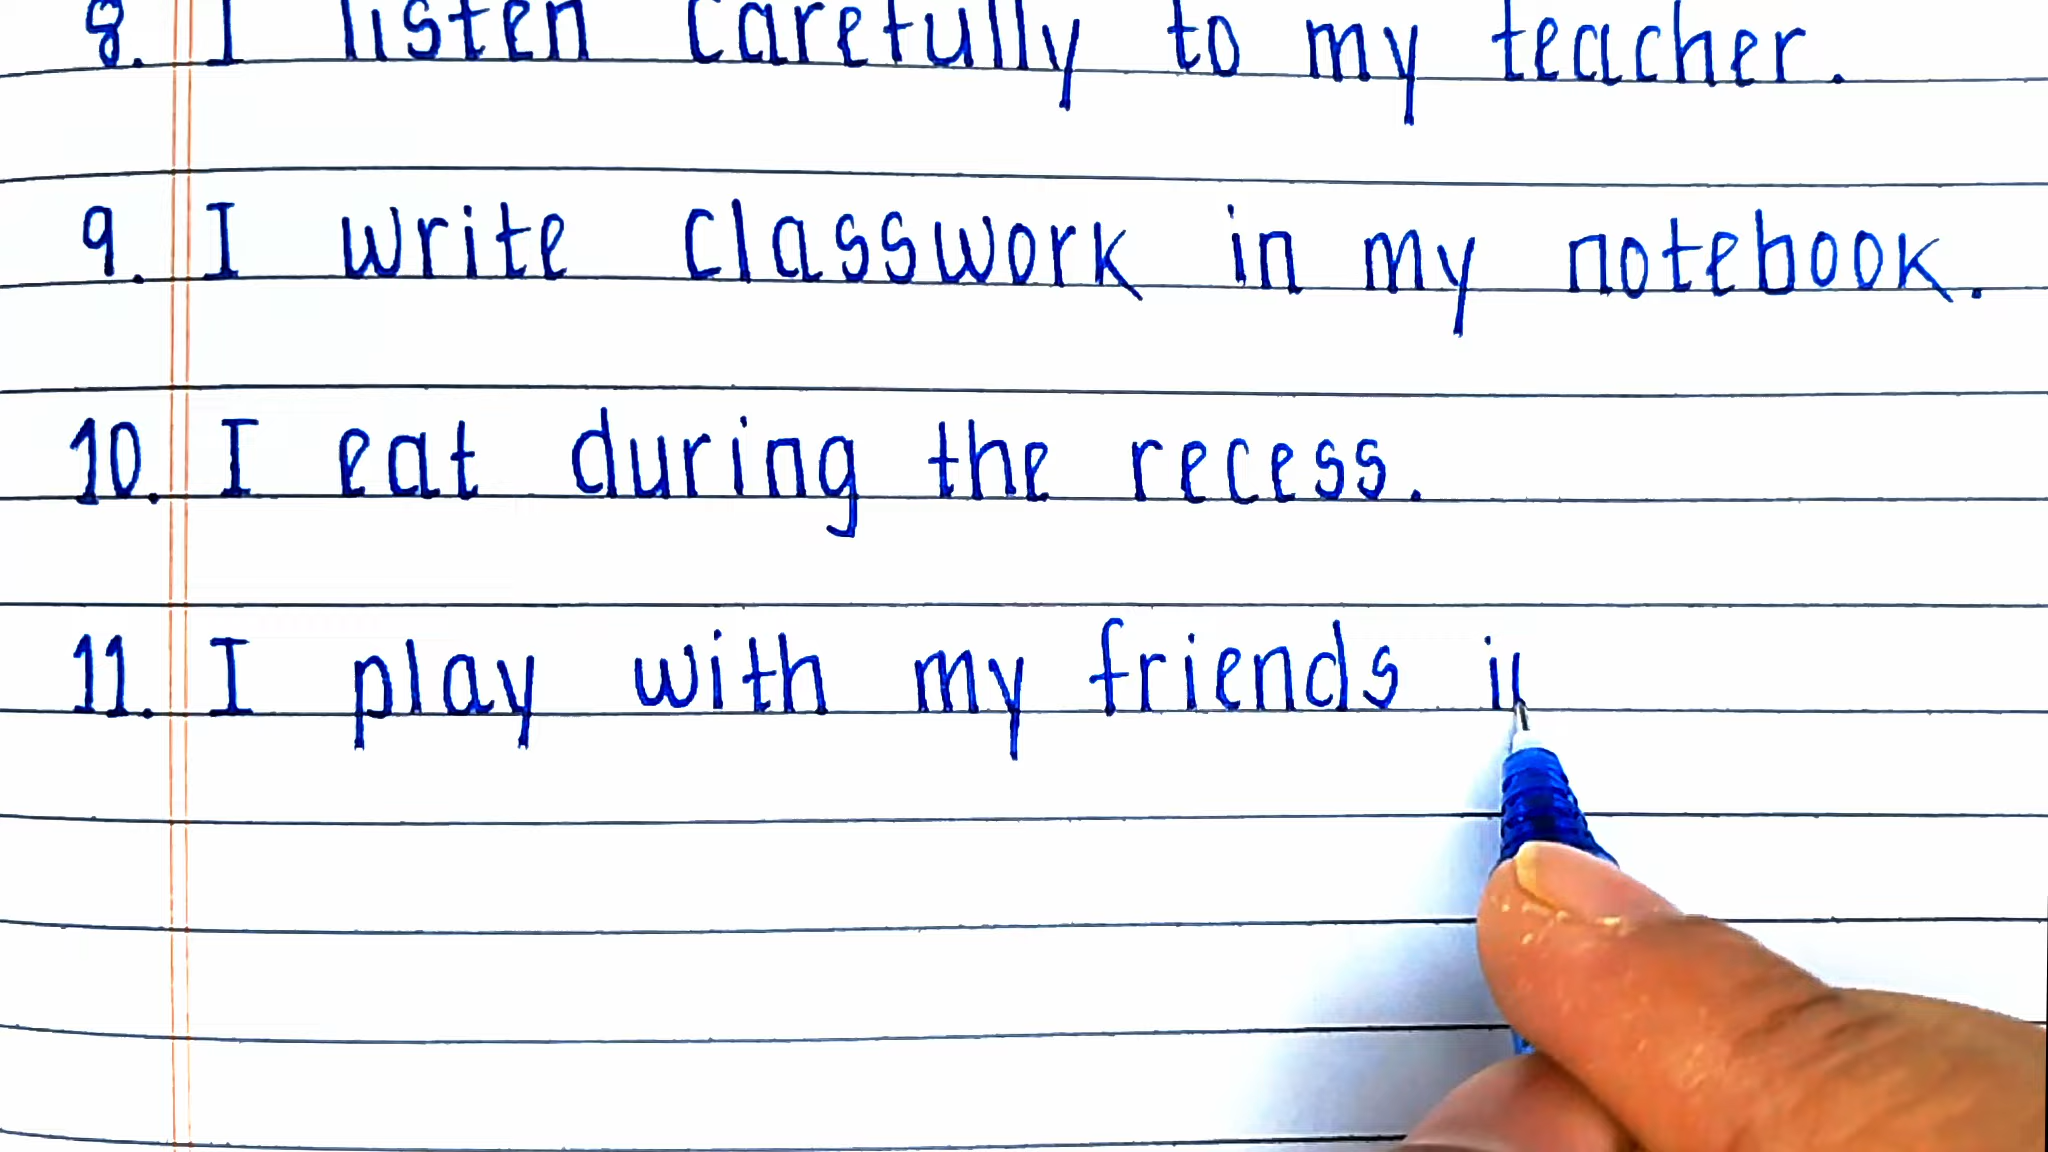 8. I listen carefully to my teacher.
9. I write classwork in my notebook.
10. I eat during the recess.
11. I play with my friends